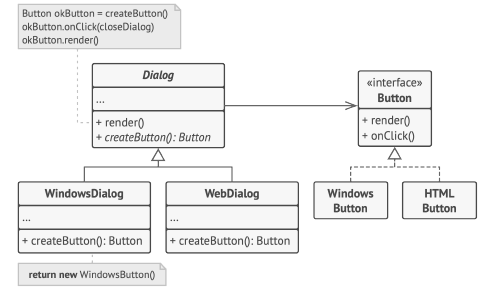 Button okButton = createButton()
okButton.onClick(closeDialog)
okButton.render()
Dialog
...
+ render()
+ createButton(): Button
«interface»
Button
+ render()
+ onClick()
WindowsDialog
...
+ createButton(): Button
WebDialog
...
+ createButton(): Button
Windows
Button
HTML
Button
return new WindowsButton()